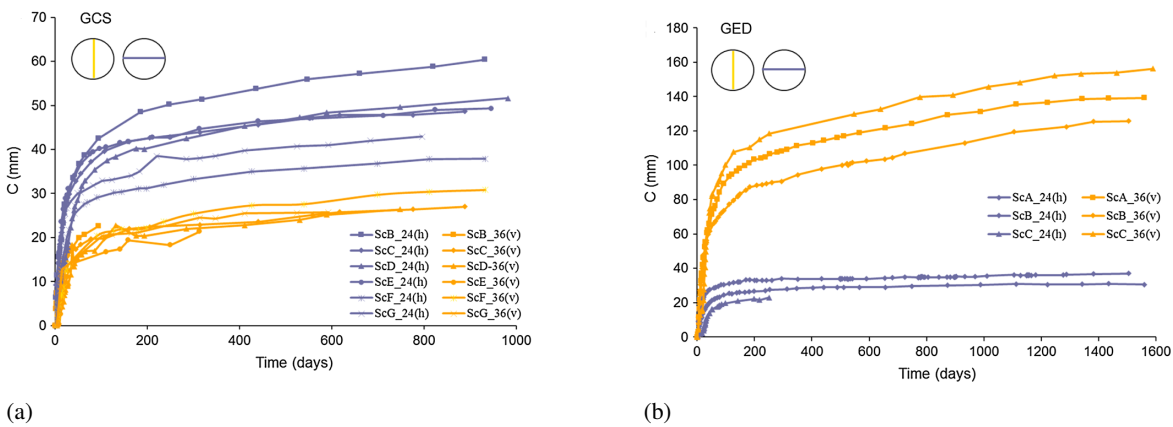 GCS
C (mm)
70
60
50
40
30
20
10
0
0 200 400 600 800 1000
Time (days)
ScB_24(h) ScB_36(v)
ScC_24(h) ScC_36(v)
ScD_24(h) ScD-36(v)
ScE_24(h) ScE_36(v)
ScF_24(h) ScF_36(v)
ScG_24(h) ScG_36(v)
(a)
GED
C (mm)
180
160
140
120
100
80
60
40
20
0
0 200 400 600 800 1000 1200 1400 1600
Time (days)
ScA_24(h) ScA_36(v)
ScB_24(h) ScB_36(v)
ScC_24(h) ScC_36(v)
(b)